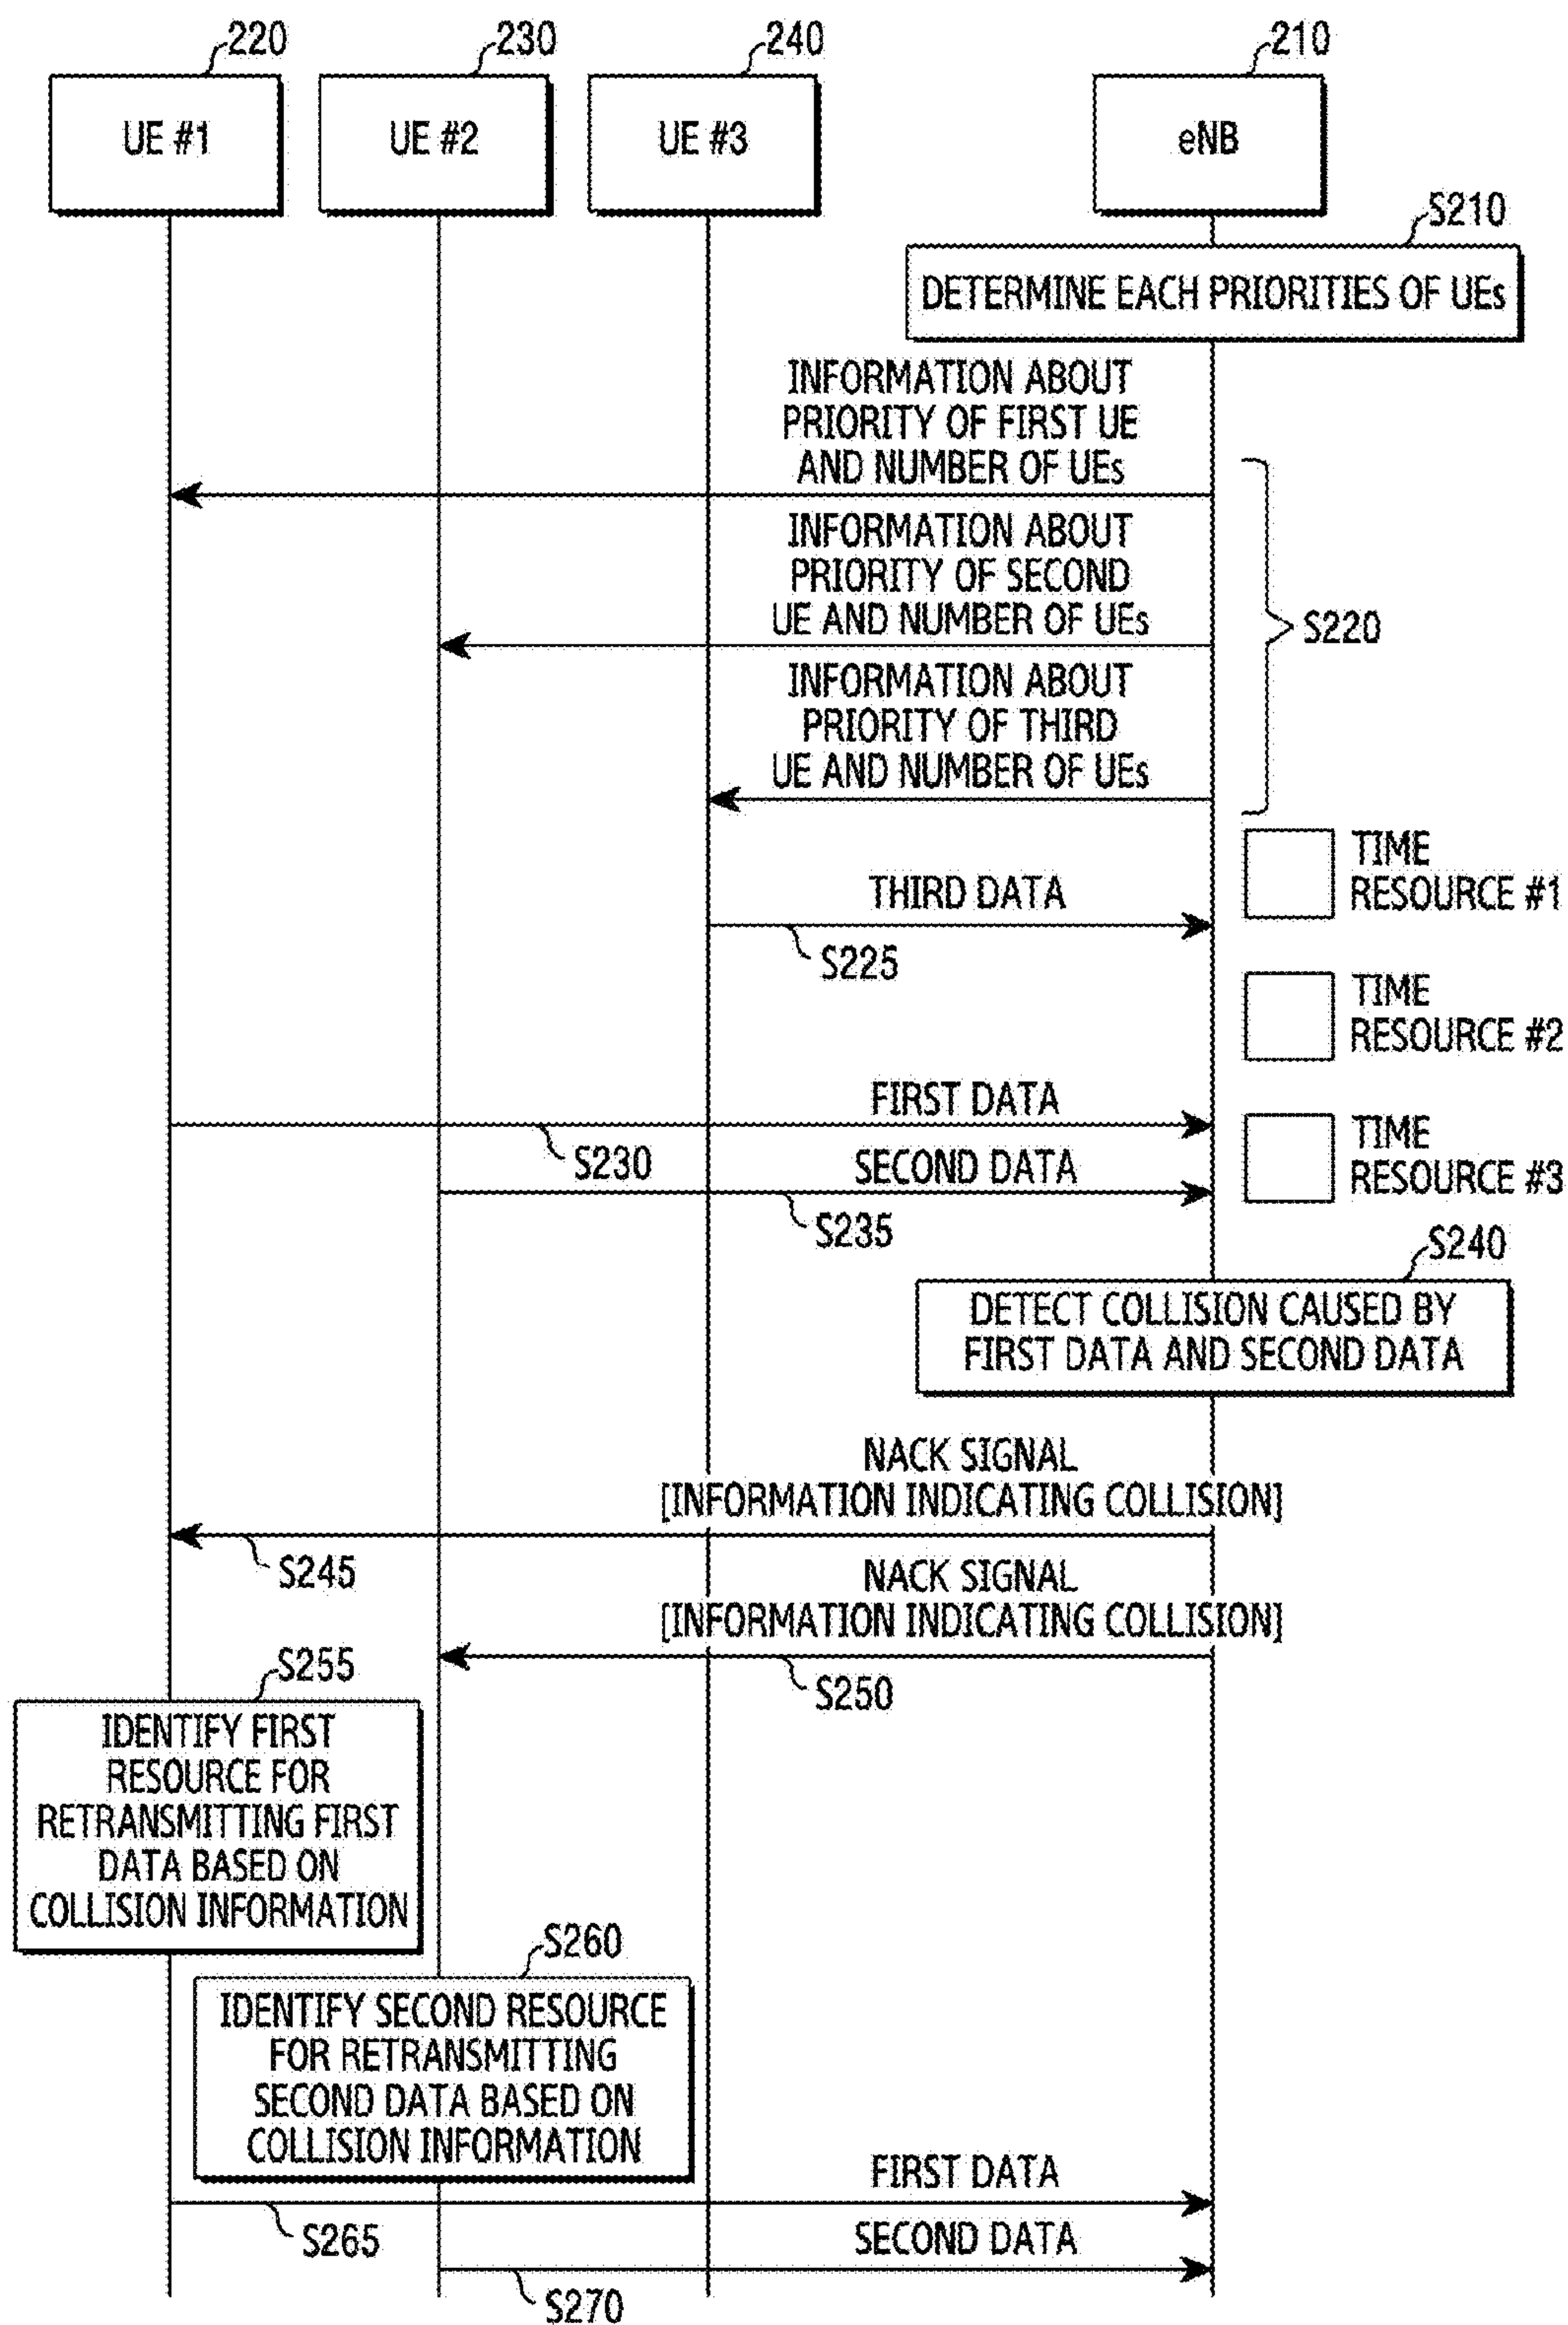 220
230
240
210
UE #1
UE #2
UE #3
eNB
S210
DETERMINE EACH PRIORITIES OF UEs
INFORMATION ABOUT
PRIORITY OF FIRST UE
AND NUMBER OF UEs
INFORMATION ABOUT
PRIORITY OF SECOND
UE AND NUMBER OF UEs
S220
INFORMATION ABOUT
PRIORITY OF THIRD
UE AND NUMBER OF UEs
TIME
RESOURCE #1
THIRD DATA
S225
TIME
RESOURCE #2
FIRST DATA
S230
TIME
RESOURCE #3
SECOND DATA
S235
S240
DETECT COLLISION CAUSED BY
FIRST DATA AND SECOND DATA
NACK SIGNAL
[INFORMATION INDICATING COLLISION]
S245
NACK SIGNAL
[INFORMATION INDICATING COLLISION]
S250
S255
IDENTIFY FIRST
RESOURCE FOR
RETRANSMITTING FIRST
DATA BASED ON
COLLISION INFORMATION
S260
IDENTIFY SECOND RESOURCE
FOR RETRANSMITTING
SECOND DATA BASED ON
COLLISION INFORMATION
FIRST DATA
S265
SECOND DATA
S270